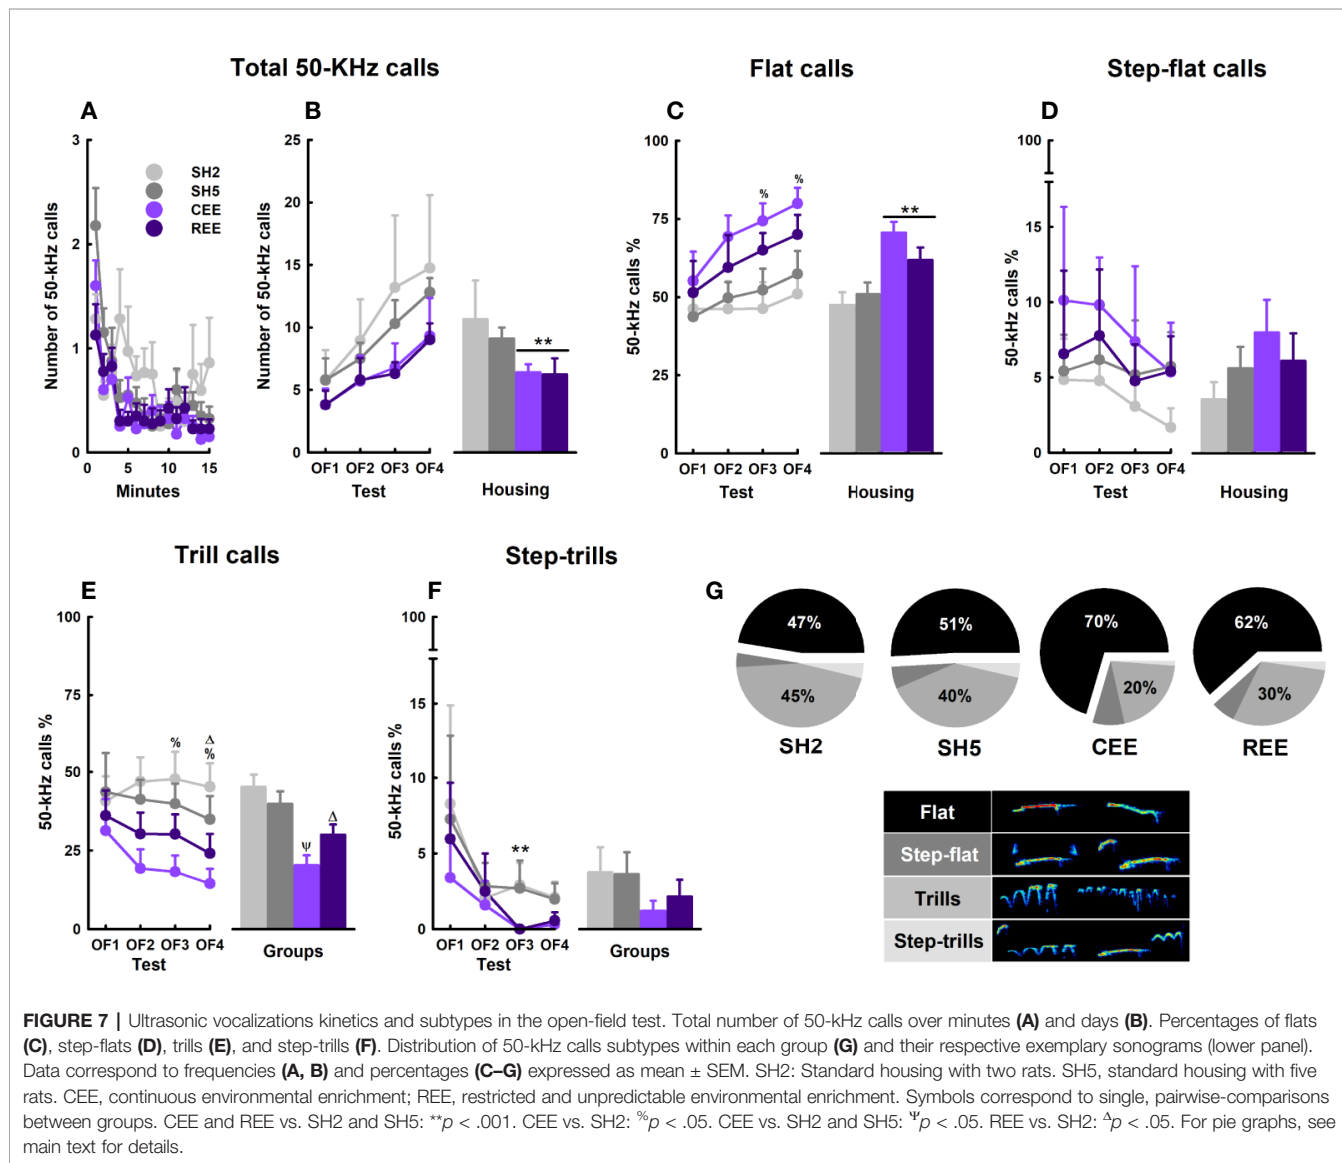 Total 50-KHz calls
Flat calls
Step-flat calls
A
B
C
D
Number of 50-kHz calls
3
2
1
0
0
5
10
15
Minutes
SH2
SH5
CEE
REE
Number of 50-kHz calls
25
20
15
10
5
0
OF1 OF2 OF3 OF4
Test
**
Housing
50-kHz calls %
100
75
50
25
0
% %
OF1 OF2 OF3 OF4
Test
**
Housing
50-kHz calls %
100
15
10
5
0
OF1 OF2 OF3 OF4
Test
Housing
Trill calls
Step-trills
E
F
G
50-kHz calls %
100
75
50
25
0
%
Δ
%
OF1 OF2 OF3 OF4
Test
Ψ
Δ
Groups
50-kHz calls %
100
15
10
5
0
**
OF1 OF2 OF3 OF4
Test
Groups
47%
45%
SH2
51%
40%
SH5
70%
20%
CEE
62%
30%
REE
Flat
Step-flat
Trills
Step-trills
FIGURE 7 | Ultrasonic vocalizations kinetics and subtypes in the open-field test. Total number of 50-kHz calls over minutes (A) and days (B). Percentages of flats
(C), step-flats (D), trills (E), and step-trills (F). Distribution of 50-kHz calls subtypes within each group (G) and their respective exemplary sonograms (lower panel).
Data correspond to frequencies (A, B) and percentages (C–G) expressed as mean ± SEM. SH2: Standard housing with two rats. SH5, standard housing with five
rats. CEE, continuous environmental enrichment; REE, restricted and unpredictable environmental enrichment. Symbols correspond to single, pairwise-comparisons
between groups. CEE and REE vs. SH2 and SH5: **p < .001. CEE vs. SH2: %p < .05. CEE vs. SH2 and SH5: Ψp < .05. REE vs. SH2: Δp < .05. For pie graphs, see
main text for details.